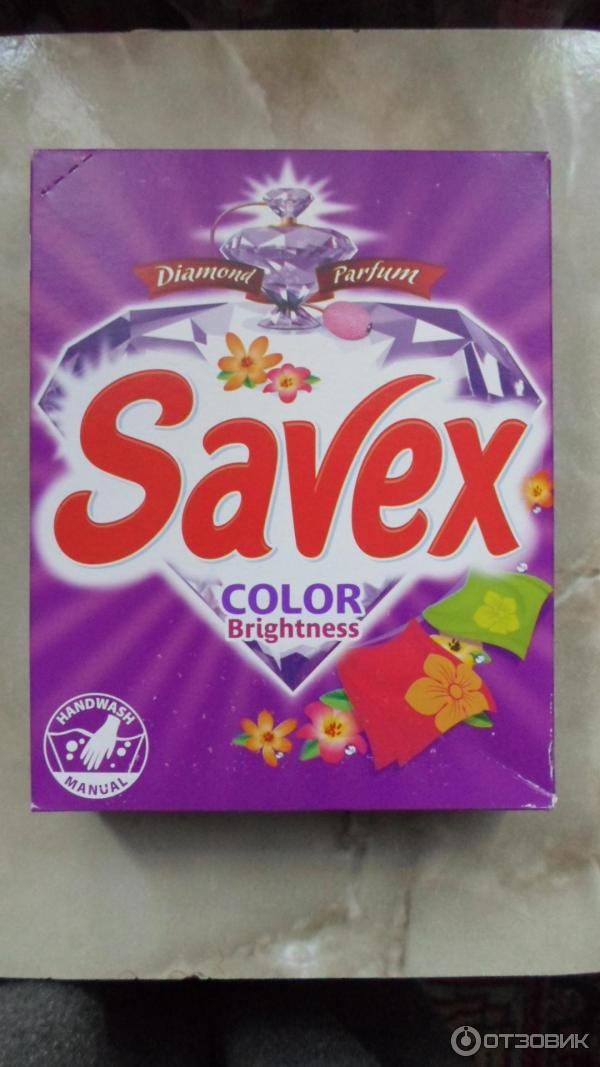 Diamond Parfum
Savex
COLOR
Brightness
HANDWASH
MANUAL
ОТЗОВИК